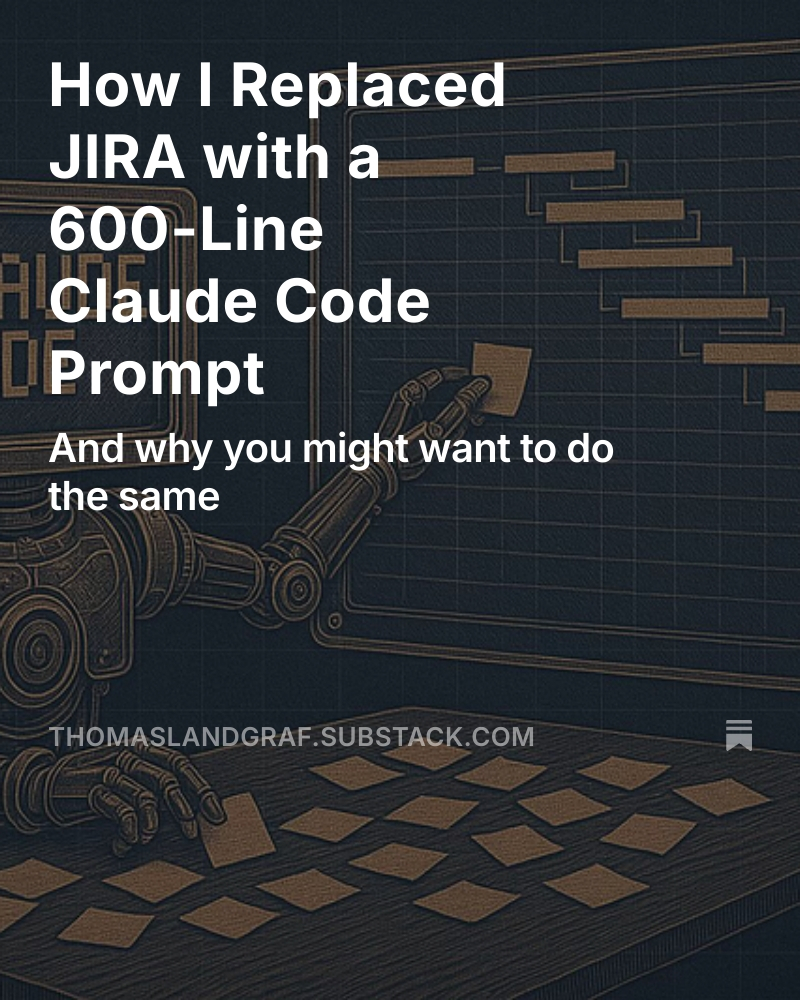 How I Replaced
JIRA with a
600-Line
Claude Code
Prompt
And why you might want to do
the same
THOMASLANDGRAF.SUBSTACK.COM